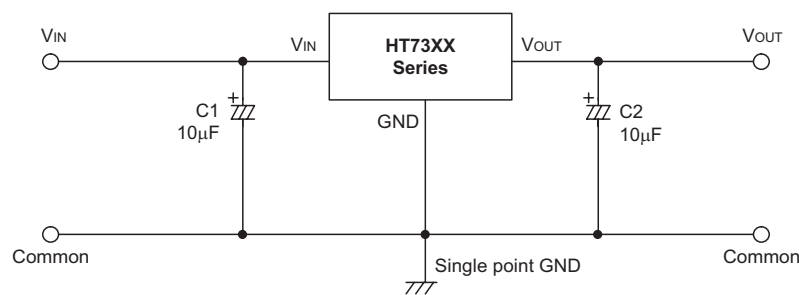 VIN
VIN
HT73XX
Series
VOUT
VOUT
+
C1
10μF
GND
+
C2
10μF
Common
Single point GND
Common